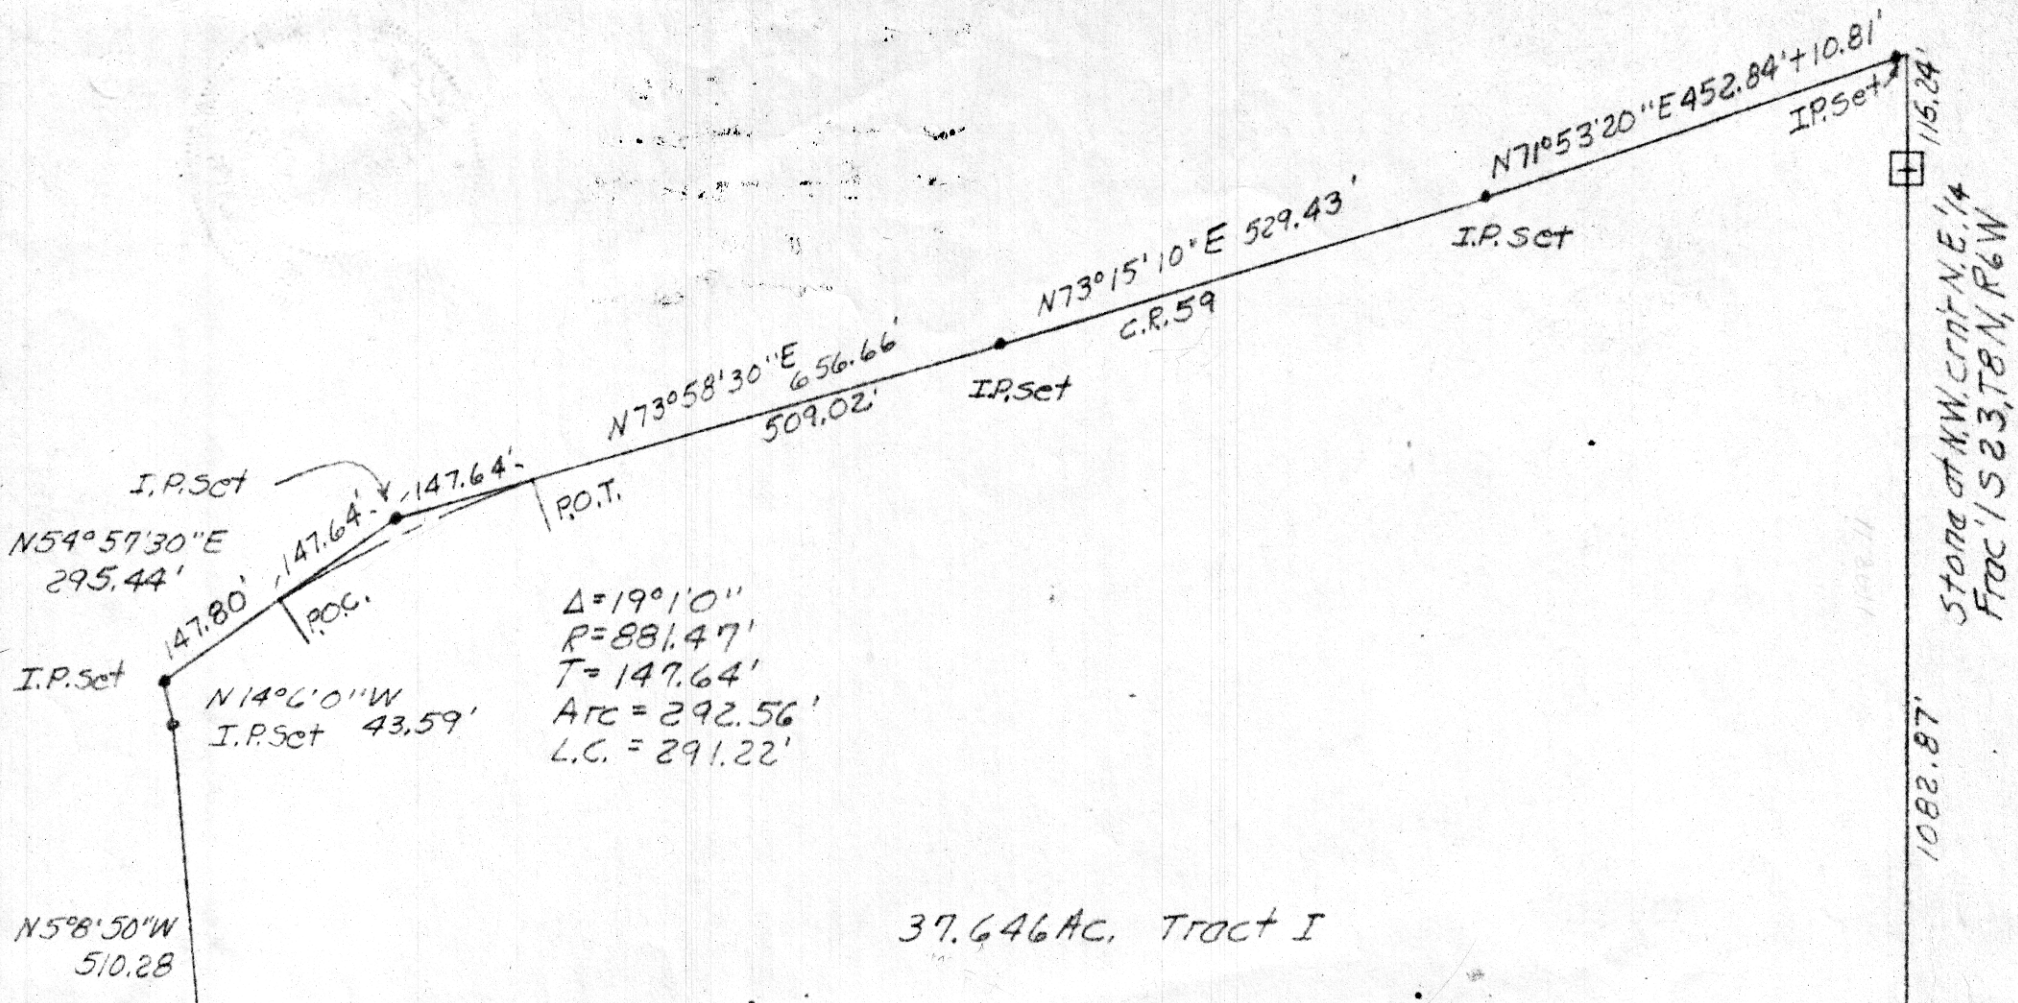 N71°53'20"E 452.84'+10.81'
I.P.Set
115.24'
N73°15'10"E 529.43'
C.R.59
I.P. Set
Stone at N.W. crnr N.E.1/4
Frac'l S23,T8N,R6W
N73°58'30"E
656.66'
509.02'
I.P.Set
I.P.Set
147.64'
P.O.T.
N54°57'30"E
295.44'
147.64'
147.80'
P.O.C.
I.P.Set
N14°6'0"W
I.P.Set 43.59'
Δ=19°1'0"
R=881.47'
T=147.64'
Arc=292.56'
L.C.=291.22'
1082.87'
N5°8'50"W
510.28
37.646Ac. Tract I